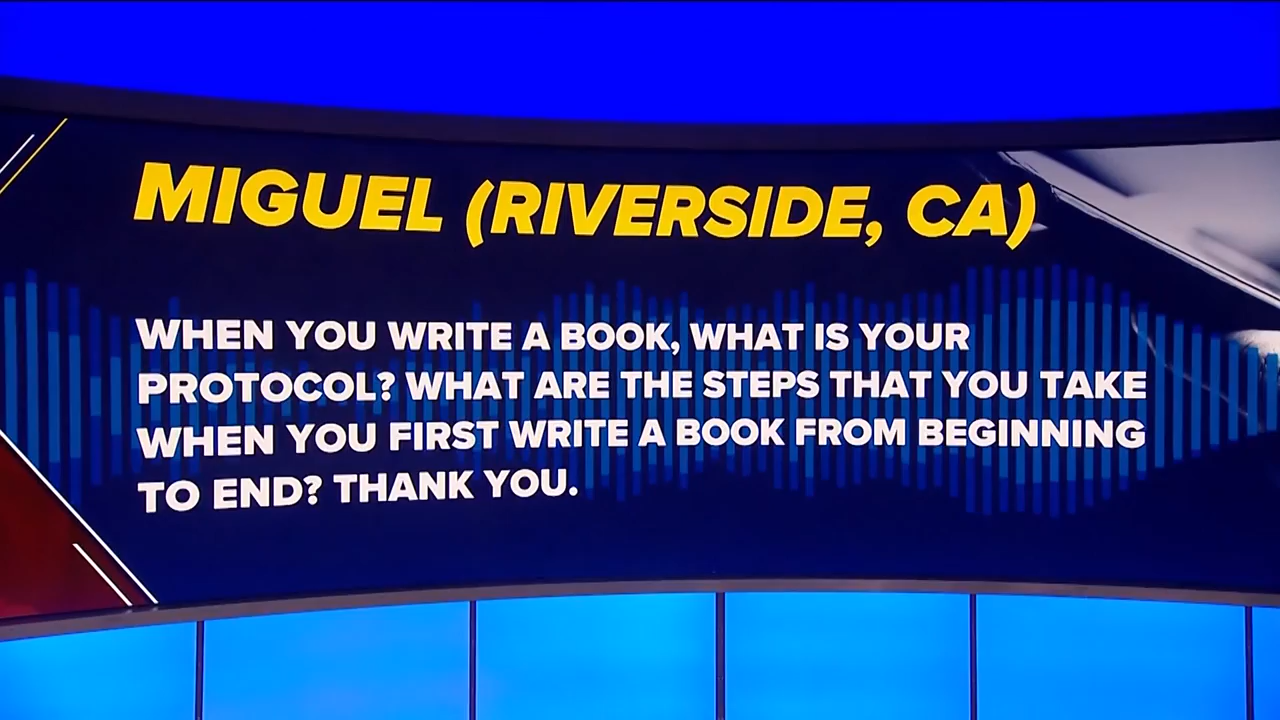 MIGUEL (RIVERSIDE, CA)
WHEN YOU WRITE A BOOK, WHAT IS YOUR
PROTOCOL? WHAT ARE THE STEPS THAT YOU TAKE
WHEN YOU FIRST WRITE A BOOK FROM BEGINNING
TO END? THANK YOU.